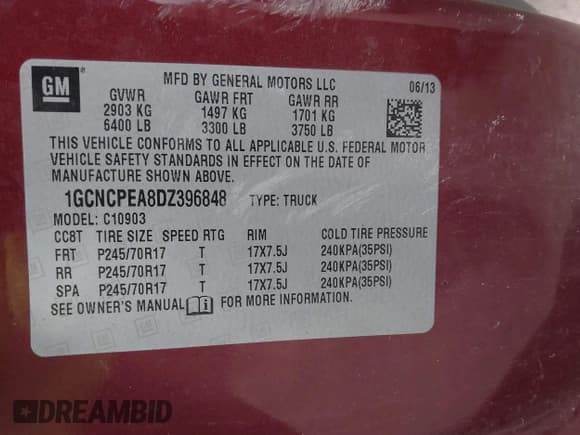 GM ®
MFD BY GENERAL MOTORS LLC 06/13
GVWR GAWR FRT GAWR RR
2903 KG 1497 KG 1701 KG
6400 LB 3300 LB 3750 LB
THIS VEHICLE CONFORMS TO ALL APPLICABLE U.S. FEDERAL MOTOR
VEHICLE SAFETY STANDARDS IN EFFECT ON THE DATE OF
MANUFACTURE SHOWN ABOVE.
1GCNCPEA8DZ396848 TYPE: TRUCK
MODEL: C10903
CC8T TIRE SIZE SPEED RTG RIM COLD TIRE PRESSURE
FRT P245/70R17 T 17X7.5J 240KPA(35PSI)
RR P245/70R17 T 17X7.5J 240KPA(35PSI)
SPA P245/70R17 T 17X7.5J 240KPA(35PSI)
SEE OWNER'S MANUAL FOR MORE INFORMATION.
DREAMBID